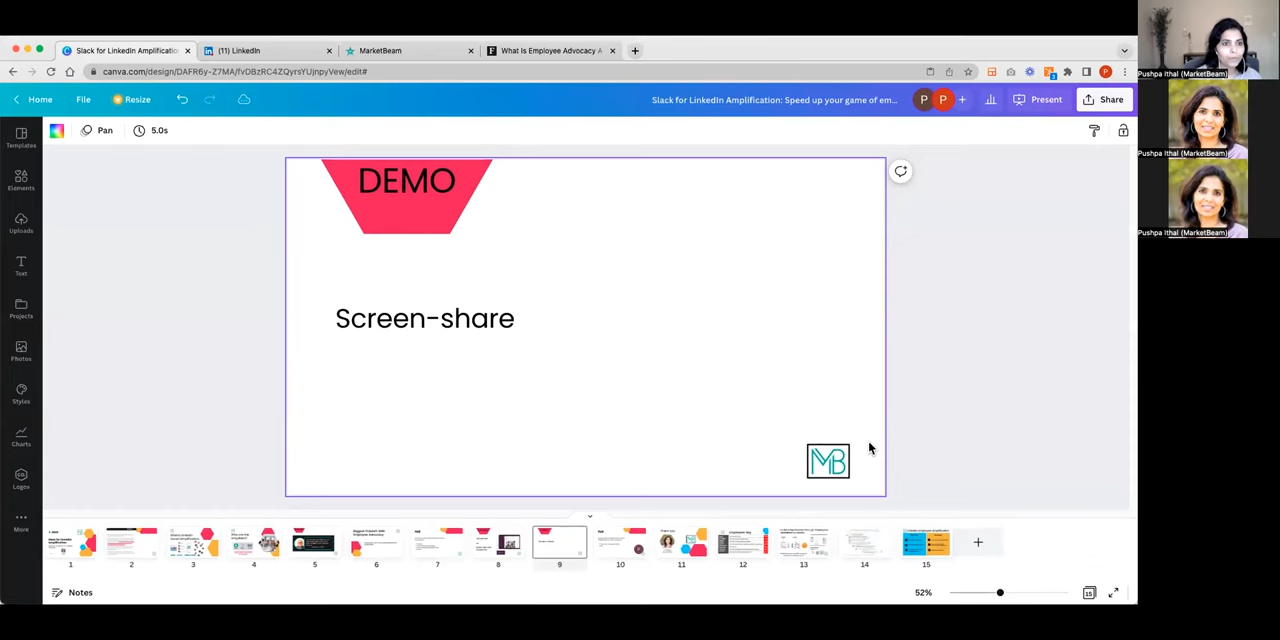 Slack for LinkedIn Amplification
(11) LinkedIn
MarketBeam
What Is Employee Advocacy A
canva.com/design/DAFR6y-Z7MA/fvDBzRC4ZQyrsYUjnpyVew/edit#
Home
File
Resize
Slack for LinkedIn Amplification: Speed up your game of em...
P
P
Present
Share
Pan
5.0s
Templates
Elements
Uploads
Text
Projects
Photos
Styles
Charts
Logos
More
DEMO
Screen-share
MB
1
2
3
4
5
6
7
8
9
10
11
12
13
14
15
Notes
52%
15
Pushpa Ithal (MarketBeam)
Pushpa Ithal (MarketBeam)
Pushpa Ithal (MarketBeam)